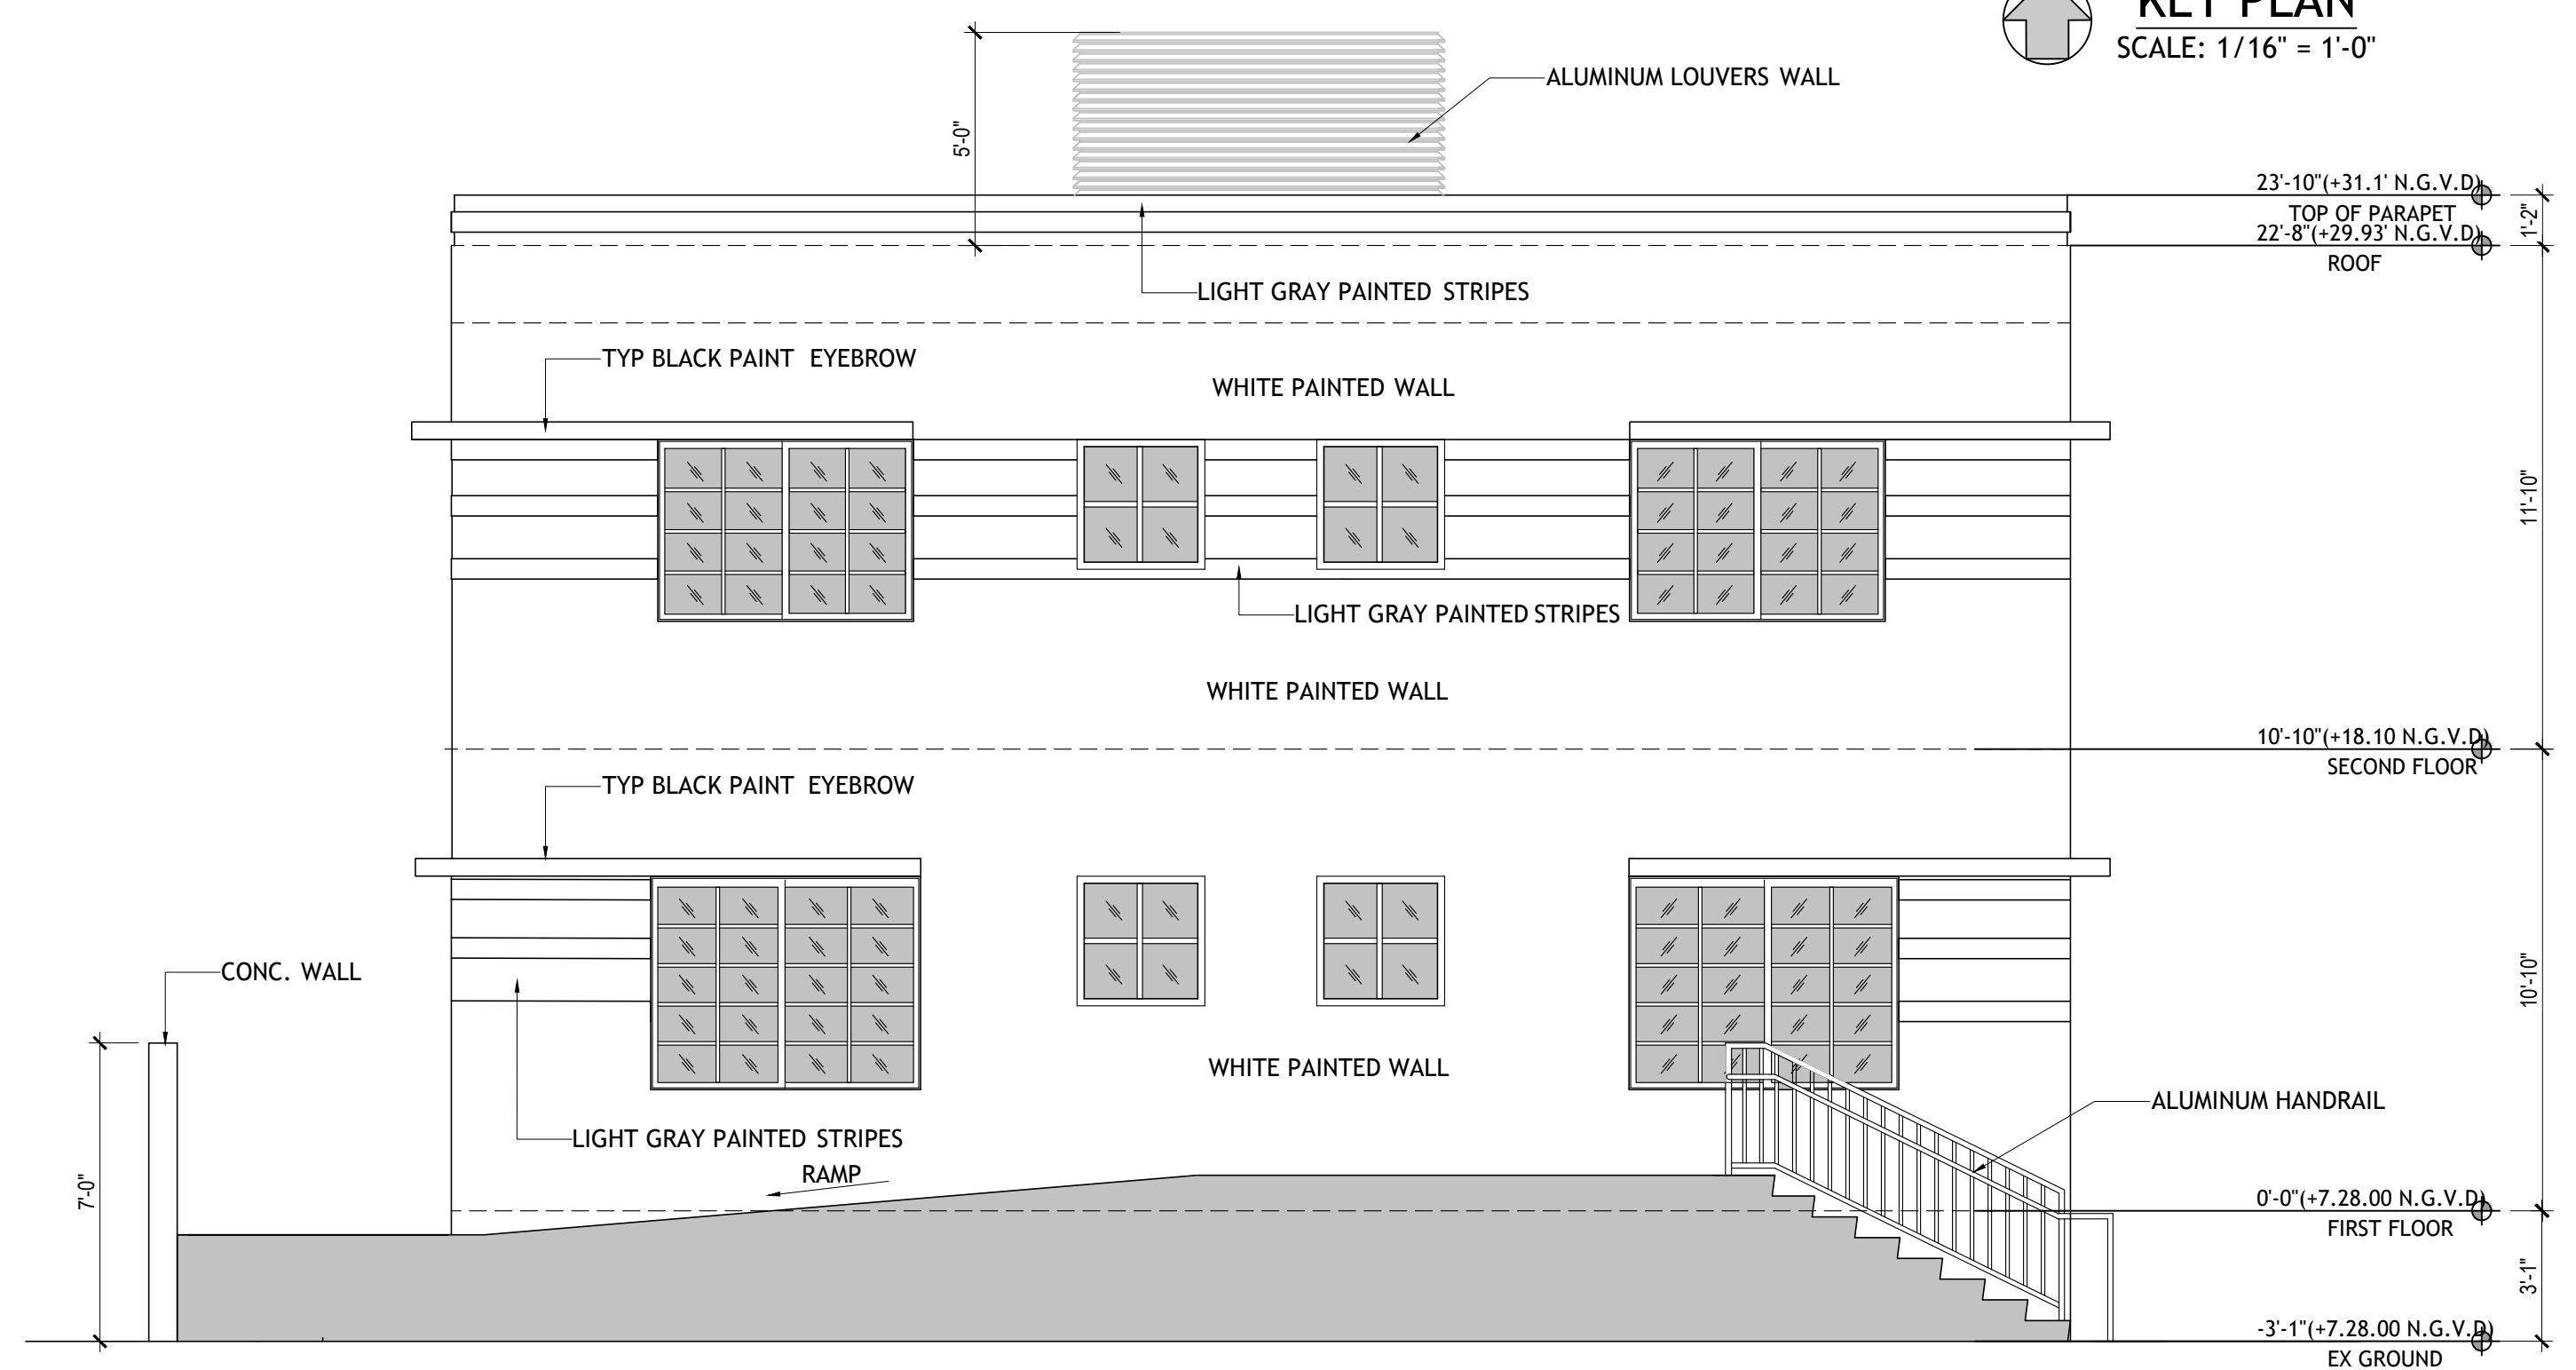 KEY PLAN
SCALE: 1/16" = 1'-0"
ALUMINUM LOUVERS WALL
5'-0"
23'-10"(+31.1' N.G.V.D)
TOP OF PARAPET
1'-2"
22'-8"(+29.93' N.G.V.D)
ROOF
LIGHT GRAY PAINTED STRIPES
TYP BLACK PAINT EYEBROW
WHITE PAINTED WALL
11'-10"
LIGHT GRAY PAINTED STRIPES
WHITE PAINTED WALL
10'-10"(+18.10 N.G.V.D)
SECOND FLOOR
TYP BLACK PAINT EYEBROW
CONC. WALL
10'-10"
WHITE PAINTED WALL
ALUMINUM HANDRAIL
LIGHT GRAY PAINTED STRIPES
RAMP
7'-0"
0'-0"(+7.28.00 N.G.V.D)
FIRST FLOOR
3'-1"
-3'-1"(+7.28.00 N.G.V.D)
EX GROUND